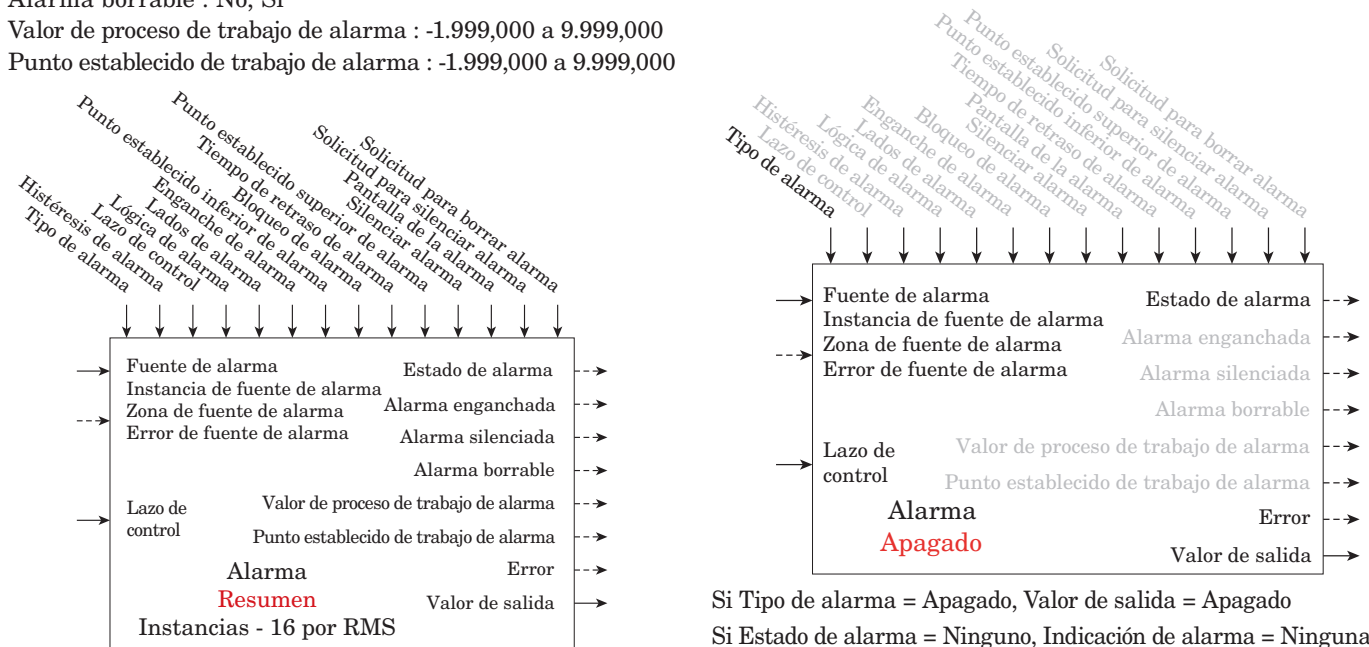 Alarma borrable : No, Sí
Valor de proceso de trabajo de alarma : -1.999,000 a 9.999,000
Punto establecido de trabajo de alarma : -1.999,000 a 9.999,000
Tipo de alarma
Histéresis de alarma
Lazo de control
Lógica de alarma
Lados de alarma
Punto establecido inferior de alarma
Enganche de alarma
Bloqueo de alarma
Tiempo de retraso de alarma
Punto establecido superior de alarma
Silenciar alarma
Pantalla de la alarma
Solicitud para silenciar alarma
Solicitud para borrar alarma
Fuente de alarma
Instancia de fuente de alarma
Zona de fuente de alarma
Error de fuente de alarma
Lazo de
control
Estado de alarma
Alarma enganchada
Alarma silenciada
Alarma borrable
Valor de proceso de trabajo de alarma
Punto establecido de trabajo de alarma
Error
Valor de salida
Alarma
Resumen
Instancias - 16 por RMS
Tipo de alarma
Lazo de control
Histéresis de alarma
Lógica de alarma
Lados de alarma
Enganche de alarma
Bloqueo de alarma
Silenciar alarma
Pantalla de la alarma
Tiempo de retraso de alarma
Punto establecido inferior de alarma
Punto establecido superior de alarma
Solicitud para silenciar alarma
Solicitud para borrar alarma
Fuente de alarma
Instancia de fuente de alarma
Zona de fuente de alarma
Error de fuente de alarma
Lazo de
control
Estado de alarma
Alarma enganchada
Alarma silenciada
Alarma borrable
Valor de proceso de trabajo de alarma
Punto establecido de trabajo de alarma
Error
Valor de salida
Alarma
Apagado
Si Tipo de alarma = Apagado, Valor de salida = Apagado
Si Estado de alarma = Ninguno, Indicación de alarma = Ninguna